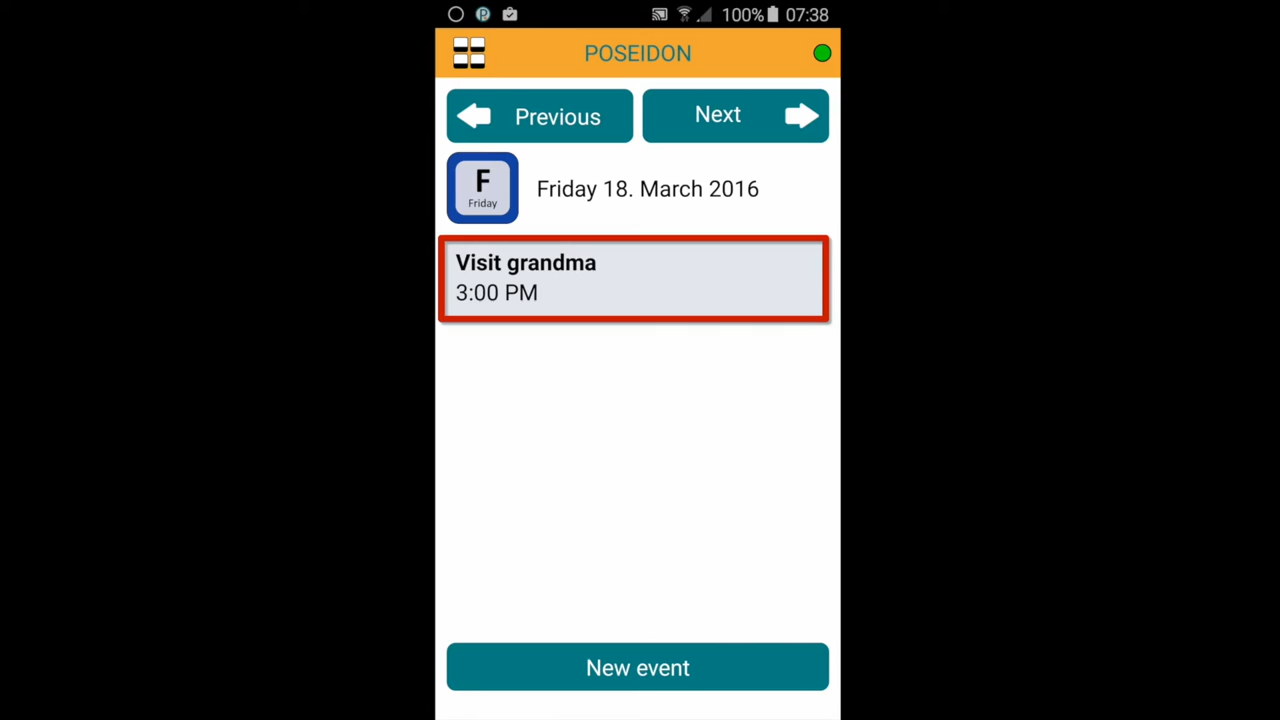 100% 07:38
POSEIDON
Previous Next
F
Friday
Friday 18. March 2016
Visit grandma
3:00 PM
New event